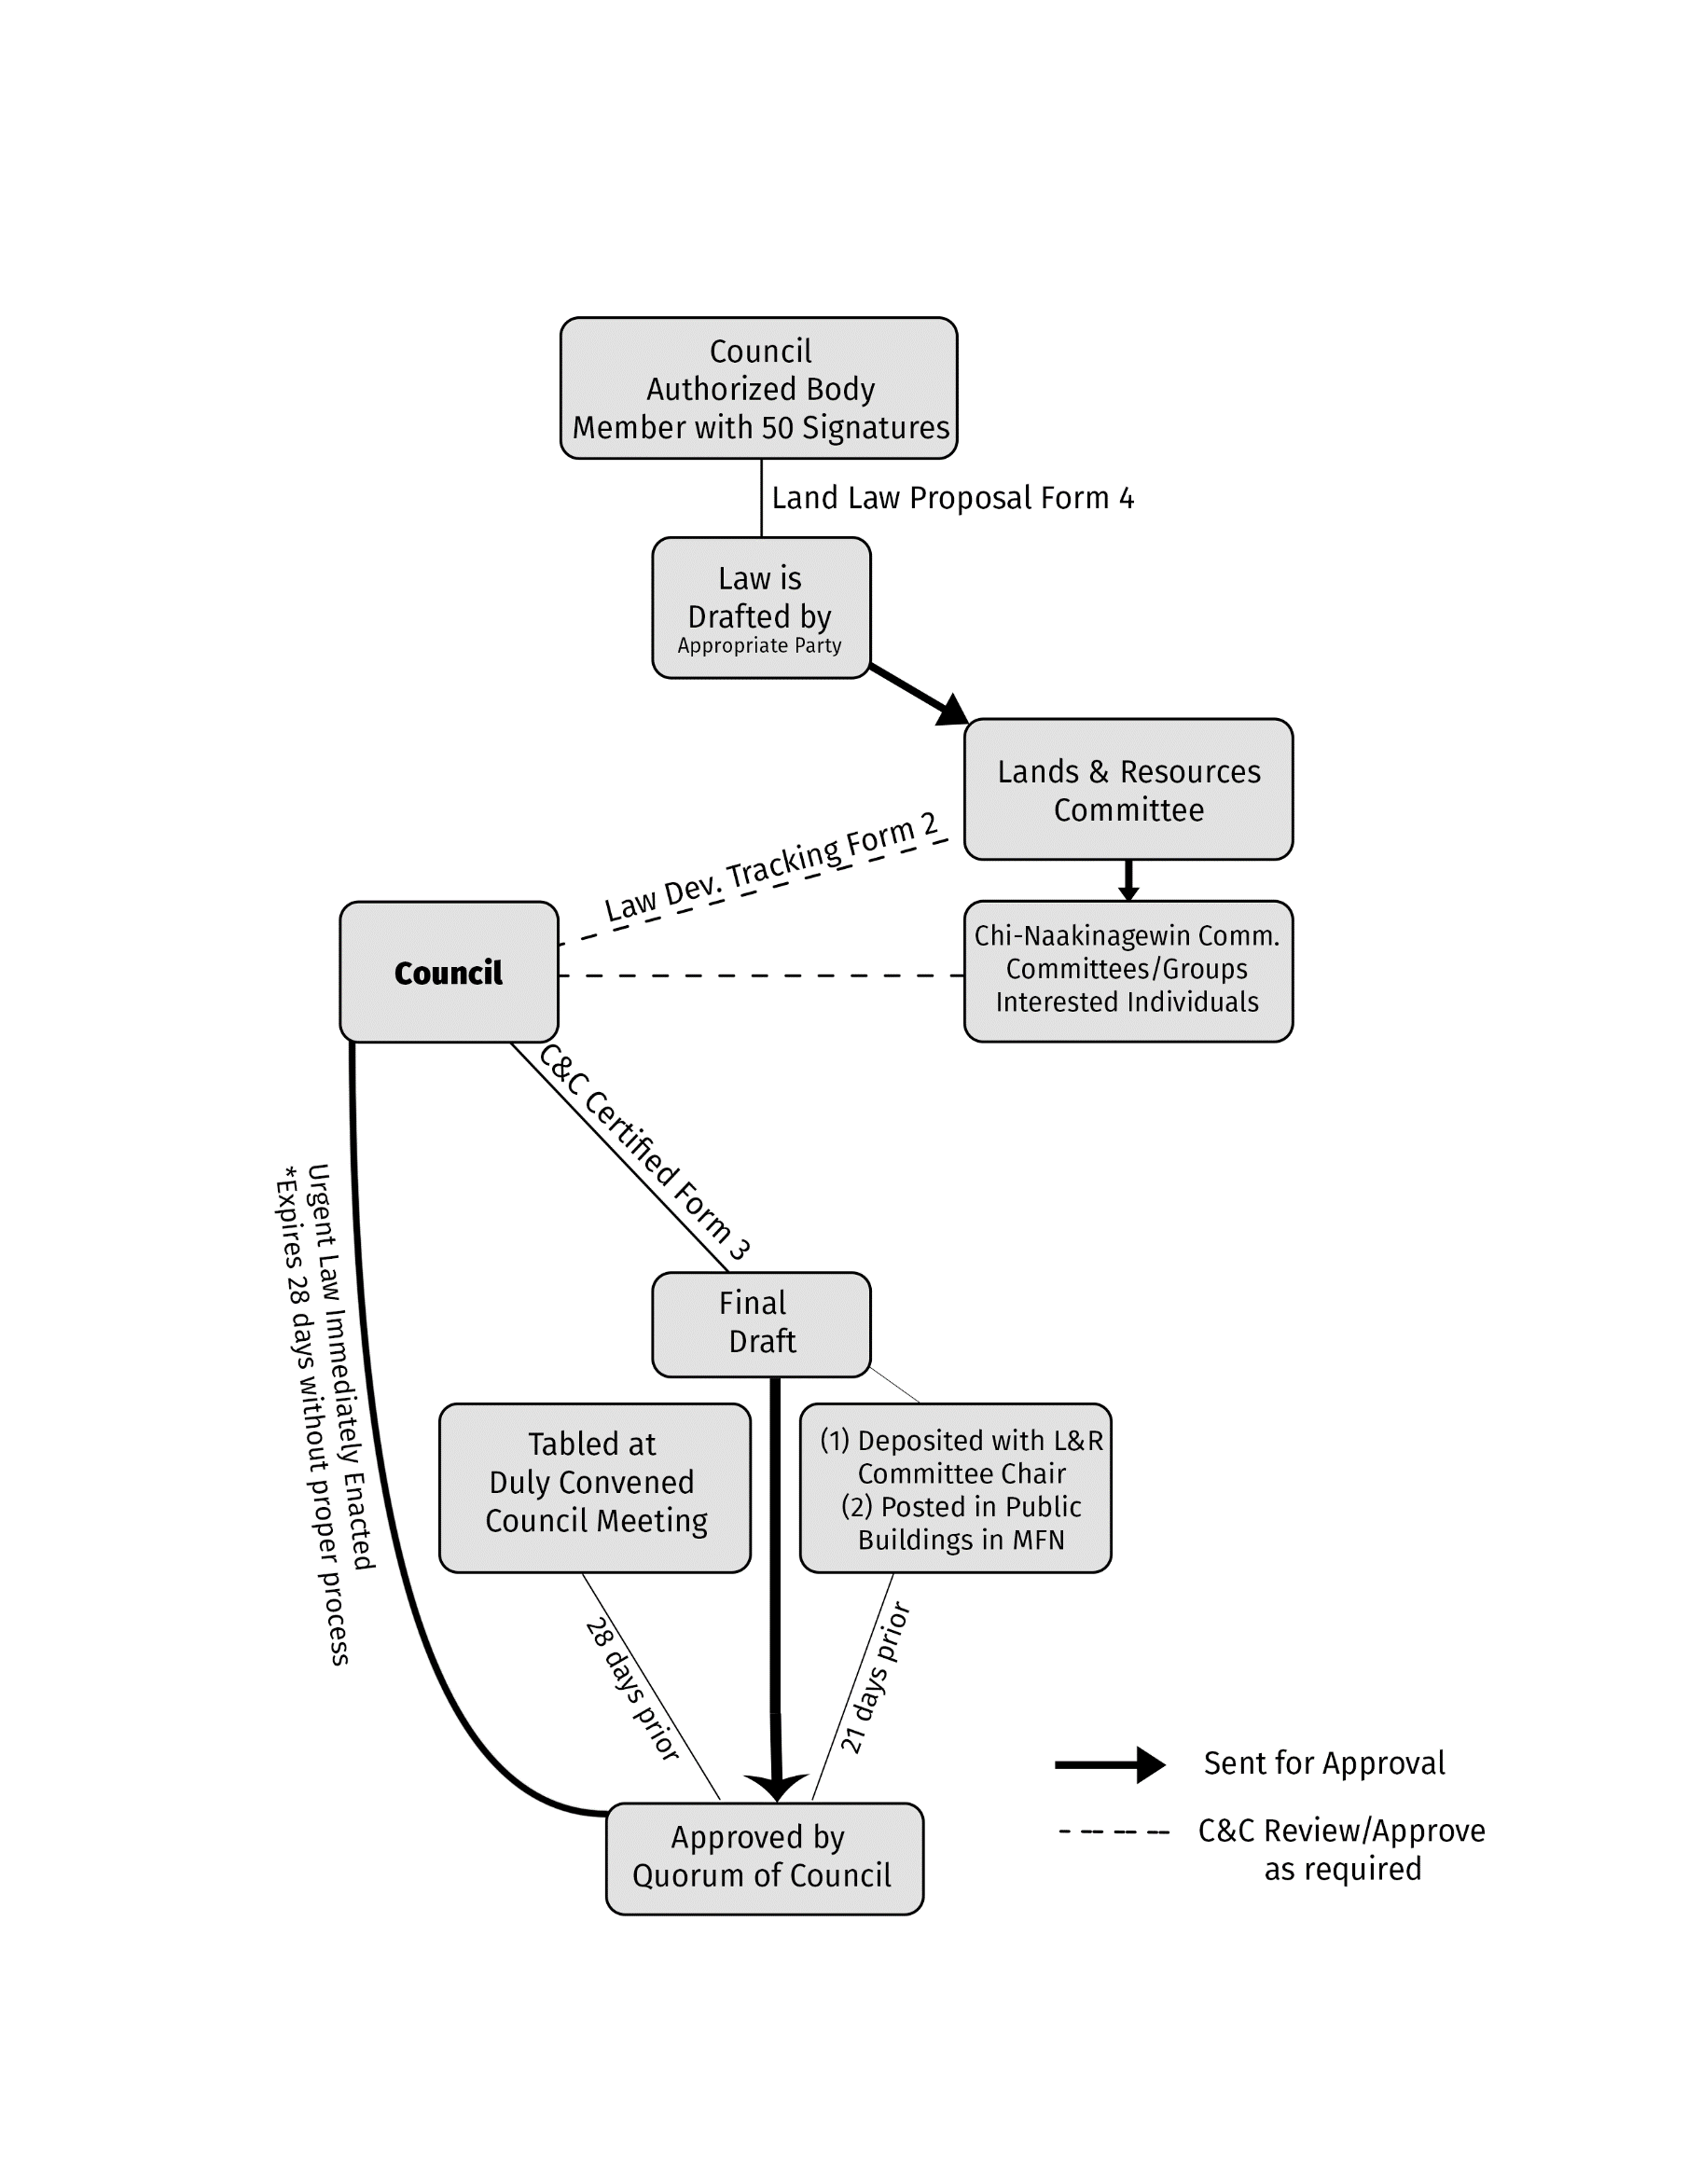 Council
Authorized Body
Member with 50 Signatures
Land Law Proposal Form 4
Law is
Drafted by
Appropriate Party
Lands & Resources
Committee
Law Dev. Tracking Form 2
Council
Chi-Naakinagewin Comm.
Committees/Groups
Interested Individuals
C&C Certified Form 3
Urgent Law Immediately Enacted
*Expires 28 days without proper process
Final
Draft
Tabled at
Duly Convened
Council Meeting
(1) Deposited with L&R
Committee Chair
(2) Posted in Public
Buildings in MFN
28 days prior
21 days prior
Sent for Approval
C&C Review/Approve
as required
Approved by
Quorum of Council